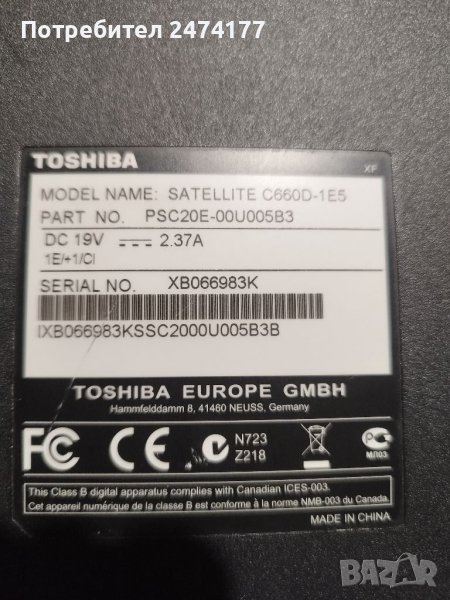 Потребител 2474177
TOSHIBA
XF
MODEL NAME: SATELLITE C660D-1E5
PART NO. PSC20E-00U005B3
DC 19V 2.37A
1E/+1/CI
SERIAL NO. XB066983K
IXB066983KSSC2000U005B3B
TOSHIBA EUROPE GMBH
Hammfelddamm 8, 41460 NEUSS, Germany
FC CE N723
Z218
МЛ03
This Class B digital apparatus complies with Canadian ICES-003.
Cet appareil numérique de la classe B est conforme à la norme NMB-003 du Canada.
MADE IN CHINA
BAZAR